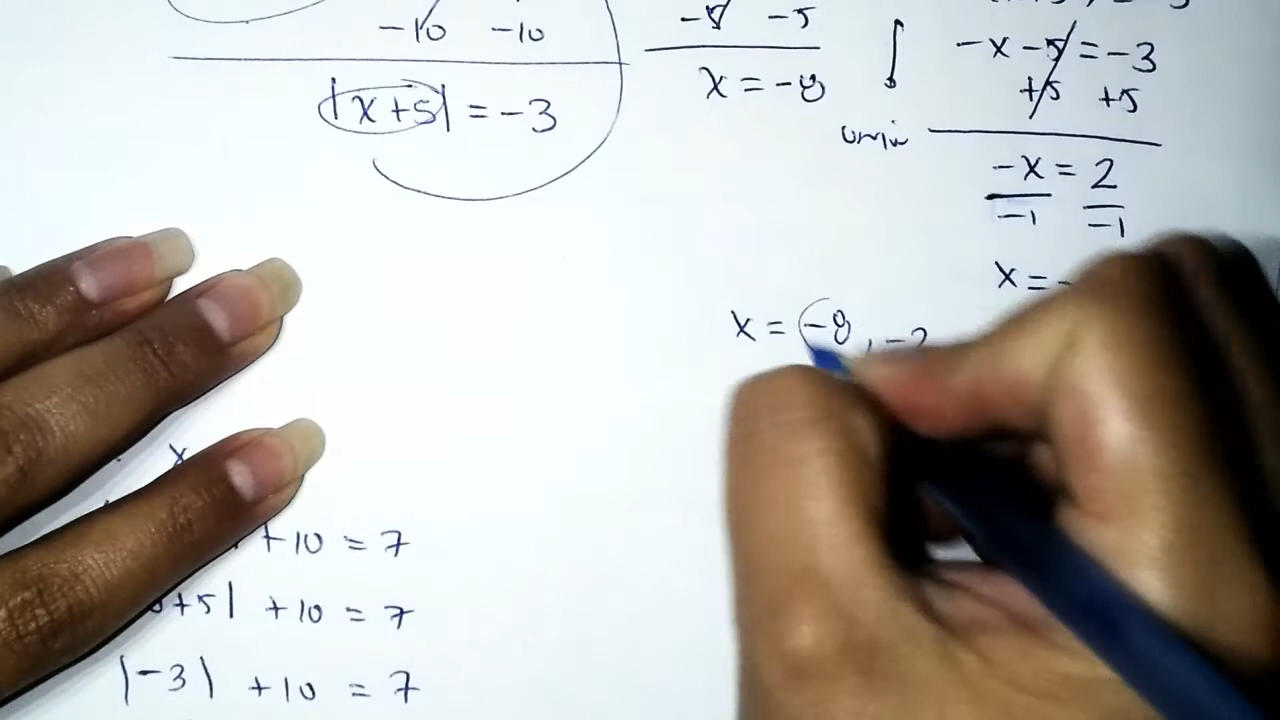 -10 -10
|x+5| = -3
-5 -5
x = -8
-x - 5 = -3
+5 +5
-x = 2
-1 -1
x = -
x = -8, -2
x
+10 = 7
+5| +10 = 7
|-3| +10 = 7